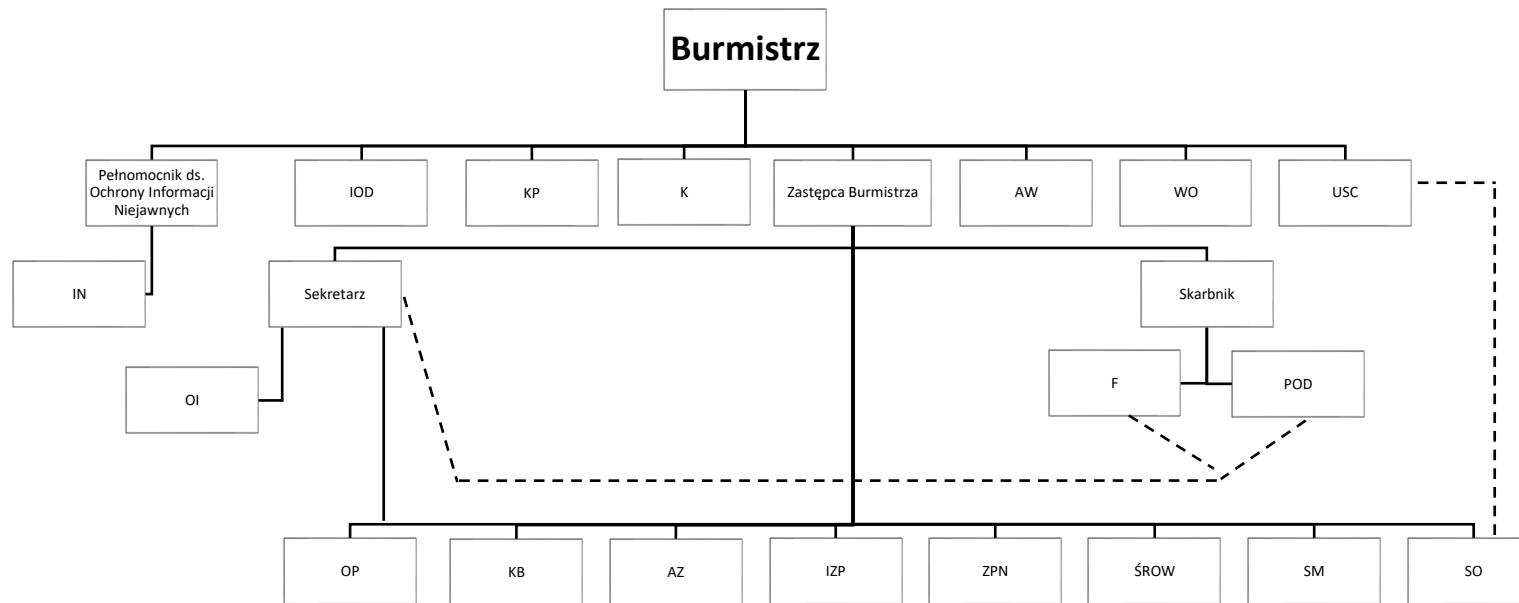 Burmistrz
Pełnomocnik ds.
Ochrony Informacji
Niejawnych
IOD
KP
K
Zastępca Burmistrza
AW
WO
USC
IN
Sekretarz
Skarbnik
OI
F
POD
OP
KB
AZ
IZP
ZPN
ŚROW
SM
SO